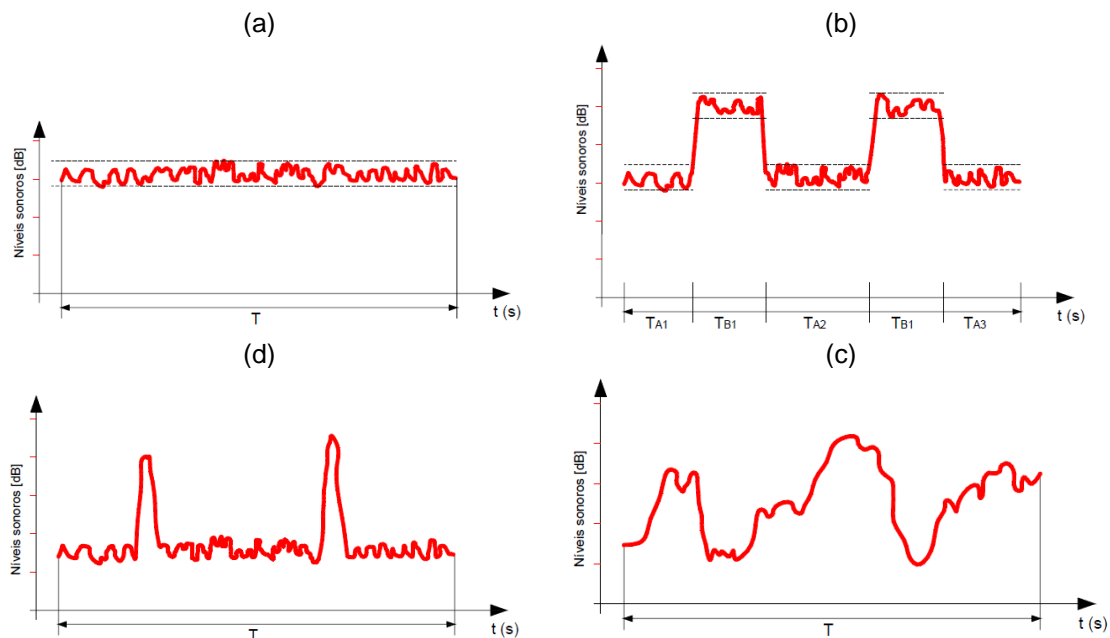 (a)
Níveis sonoros [dB]
T
t (s)
(b)
Níveis sonoros [dB]
TA1 TB1 TA2 TB1 TA3
t (s)
(d)
Níveis sonoros [dB]
T
t (s)
(c)
Níveis sonoros [dB]
T
t (s)